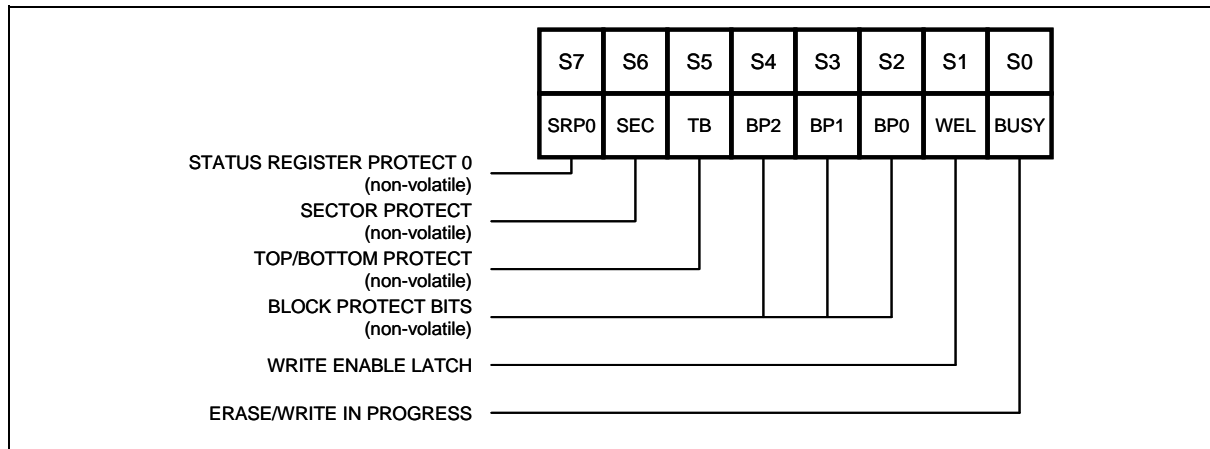 S7 S6 S5 S4 S3 S2 S1 S0
SRP0 SEC TB BP2 BP1 BP0 WEL BUSY
STATUS REGISTER PROTECT 0
(non-volatile)
SECTOR PROTECT
(non-volatile)
TOP/BOTTOM PROTECT
(non-volatile)
BLOCK PROTECT BITS
(non-volatile)
WRITE ENABLE LATCH
ERASE/WRITE IN PROGRESS